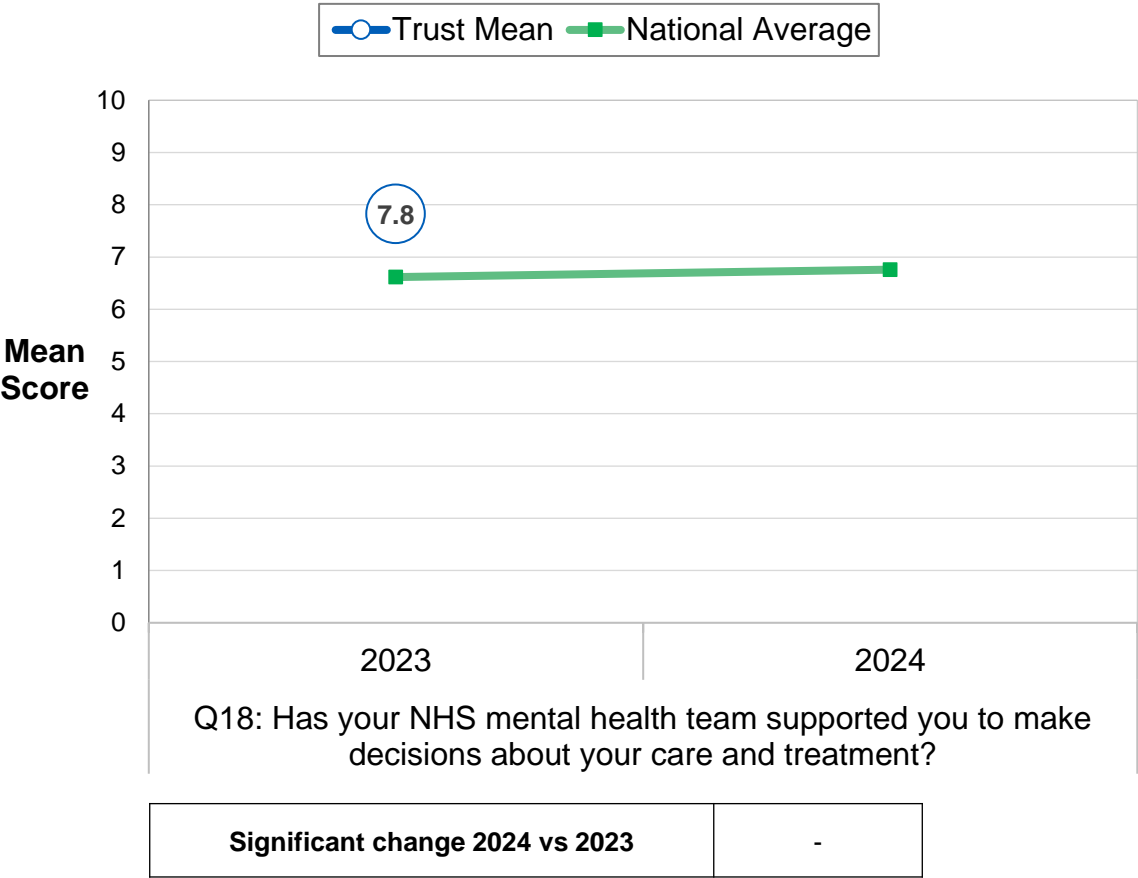 Trust Mean National Average
10
9
8
7.8
7
6
Mean
Score
5
4
3
2
1
0
2023 2024
Q18: Has your NHS mental health team supported you to make
decisions about your care and treatment?
Significant change 2024 vs 2023 -